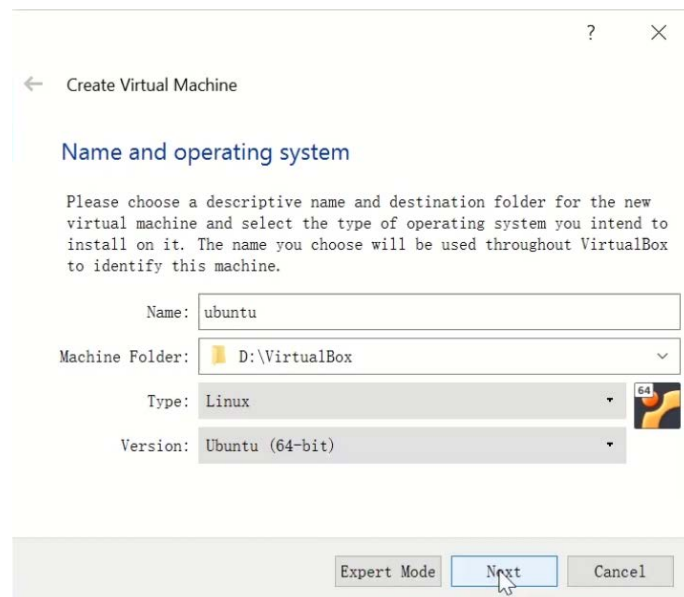 ?
Create Virtual Machine
Name and operating system
Please choose a descriptive name and destination folder for the new
virtual machine and select the type of operating system you intend to
install on it. The name you choose will be used throughout VirtualBox
to identify this machine.
Name: ubuntu
Machine Folder: D:\VirtualBox
Type: Linux
64
Version: Ubuntu (64-bit)
Expert Mode Next Cancel